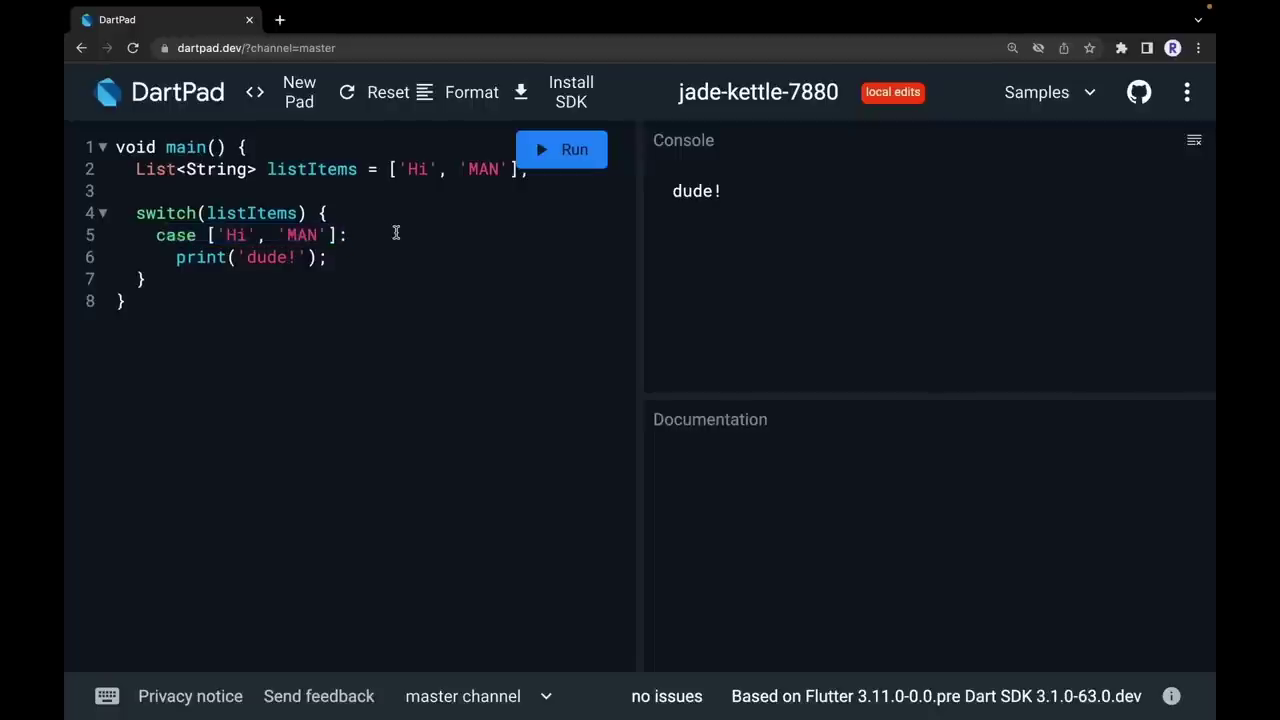 DartPad
dartpad.dev/?channel=master
R
DartPad
<> New Pad
Reset
Format
Install SDK
jade-kettle-7880
local edits
Samples
Run
1 void main() {
2 List<String> listItems = ['Hi', 'MAN'];
3
4 switch(listItems) {
5 case ['Hi', 'MAN']:
6 print('dude!');
7 }
8 }
Console
dude!
Documentation
Privacy notice
Send feedback
master channel
no issues
Based on Flutter 3.11.0-0.0.pre Dart SDK 3.1.0-63.0.dev